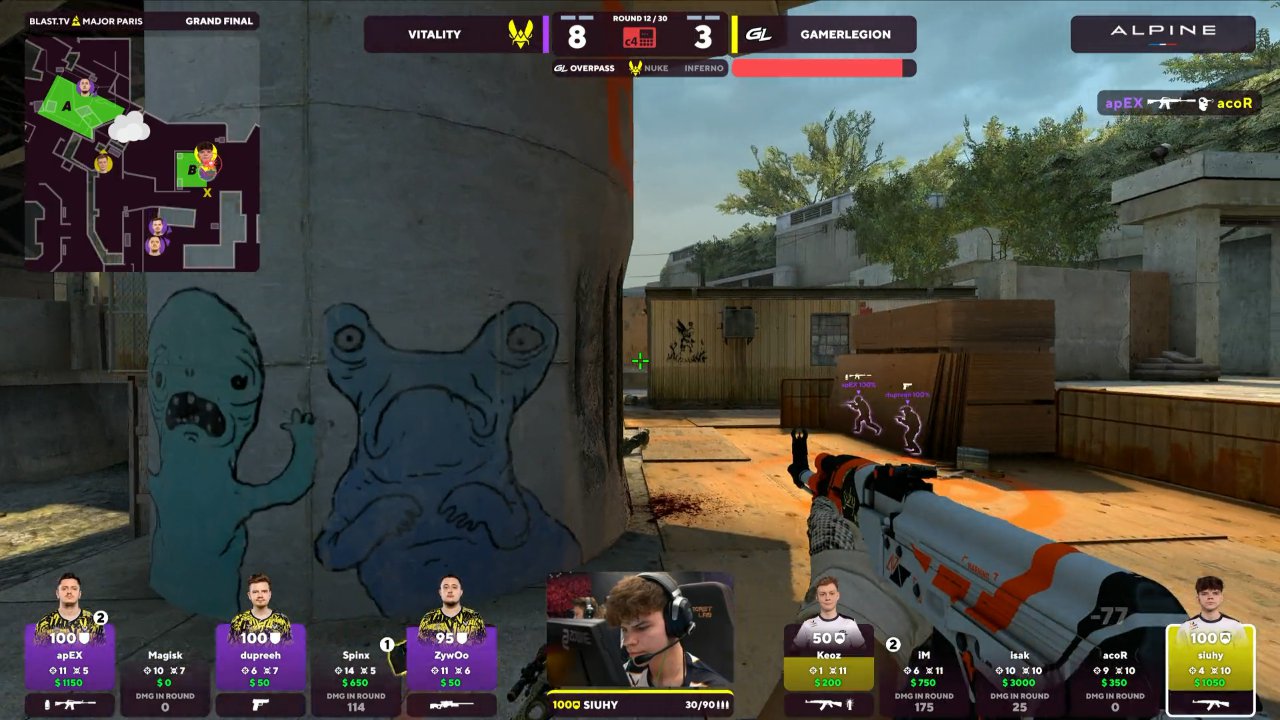 BLAST.TV MAJOR PARIS GRAND FINAL
VITALITY 8 ROUND 12 / 30 3 GL GAMERLEGION
C4
ALPINE
GL OVERPASS NUKE INFERNO
A
B
X
apEX acoR
apEX 100%
dupreeh 100%
WARNING
-77
100 2
apEX
11 5
$1150
Magisk
10 7
$0
DMG IN ROUND
0
100
dupreeh
6 7
$50
Spinx
14 5
$650
DMG IN ROUND
114
1
95
ZywOo
11 6
$50
ZOWIE
100 SIUHY 30/90
50
Keoz
1 11
$200
2
iM
6 11
$750
DMG IN ROUND
175
isak
10 10
$3000
DMG IN ROUND
25
acoR
9 10
$350
DMG IN ROUND
0
100
siuhy
4 10
$1050